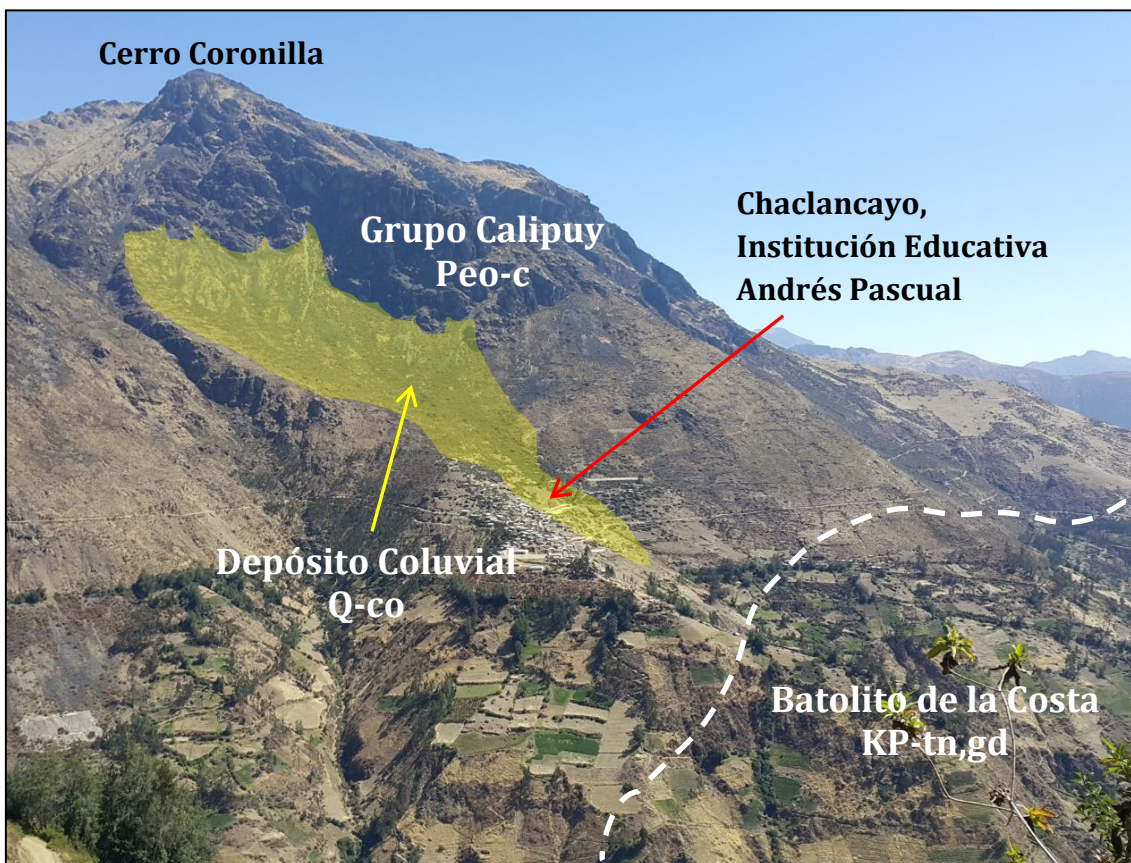 Cerro Coronilla
Grupo Calipuy
Peo-c
Chaclancayo,
Institución Educativa
Andrés Pascual
Depósito Coluvial
Q-co
Batolito de la Costa
KP-tn,gd